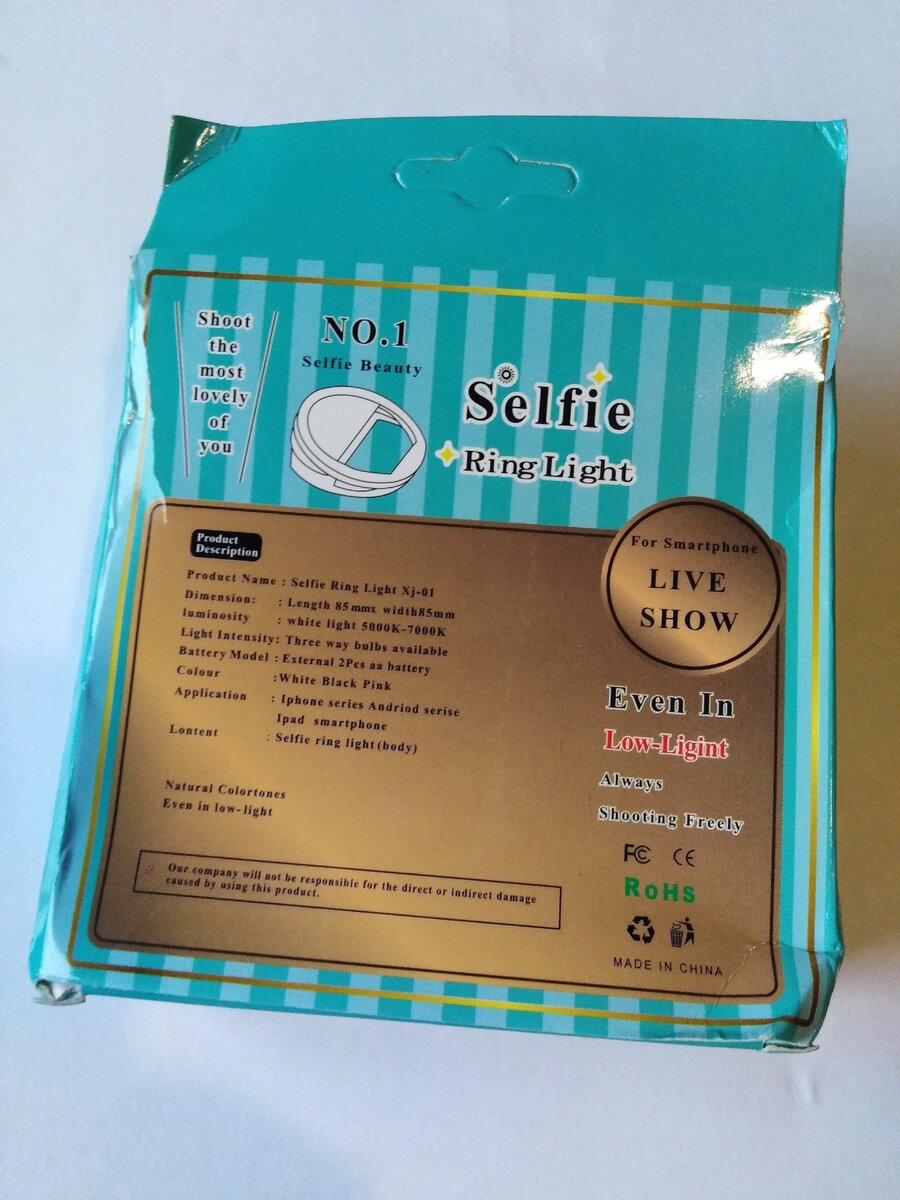 Shoot
the
most
lovely
of
you
NO.1
Selfie Beauty
Selfie
Ring Light
Product
Description
Product Name : Selfie Ring Light Xj-01
Dimension: : Length 85mmx width85mm
luminosity : white light 5000K-7000K
Light Intensity: Three way bulbs available
Battery Model : External 2Pcs aa battery
Colour :White Black Pink
Application : Iphone series Andriod serise
Ipad smartphone
Lontent : Selfie ring light(body)
Natural Colortones
Even in low-light
Our company will not be responsible for the direct or indirect damage
caused by using this product.
For Smartphone
LIVE
SHOW
Even In
Low-Ligint
Always
Shooting Freely
FC CE
RoHS
MADE IN CHINA